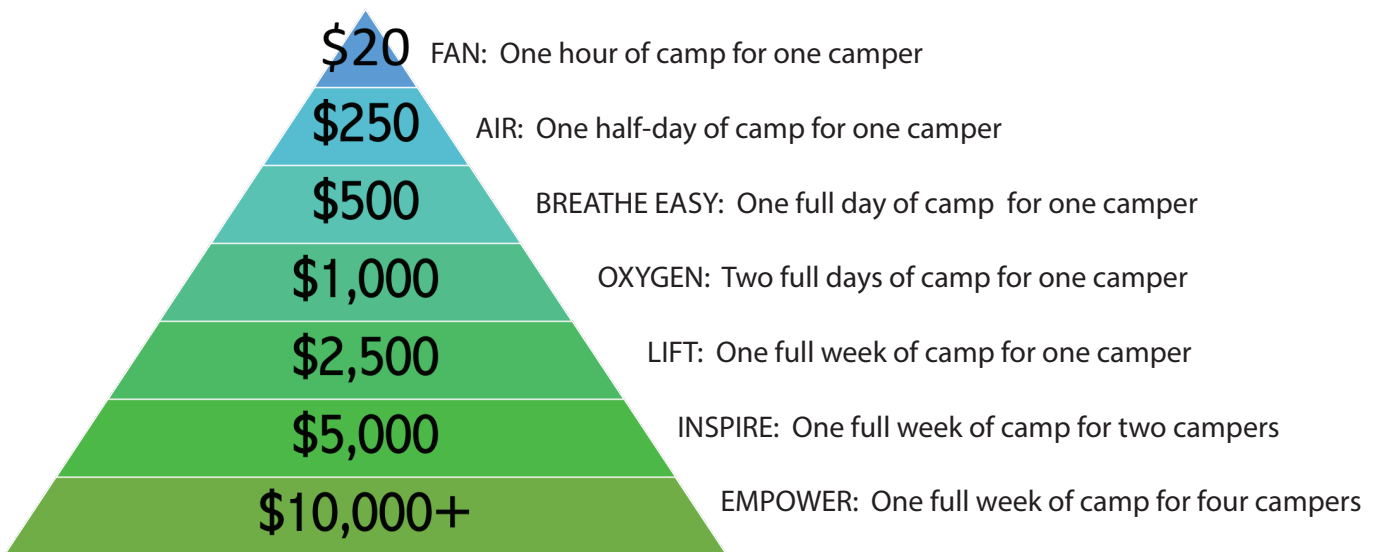 $20 FAN: One hour of camp for one camper
$250 AIR: One half-day of camp for one camper
$500 BREATHE EASY: One full day of camp for one camper
$1,000 OXYGEN: Two full days of camp for one camper
$2,500 LIFT: One full week of camp for one camper
$5,000 INSPIRE: One full week of camp for two campers
$10,000+ EMPOWER: One full week of camp for four campers